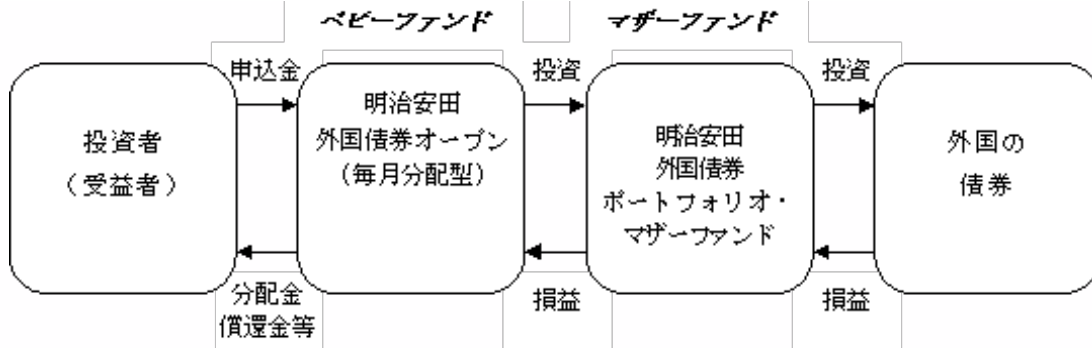 ベビーファンド
マザーファンド
申込金
投資
投資
投資者
(受益者)
明治安田
外国債券オープン
(毎月分配型)
明治安田
外国債券
ポートフォリオ・
マザーファンド
外国の
債券
分配金
償還金等
損益
損益